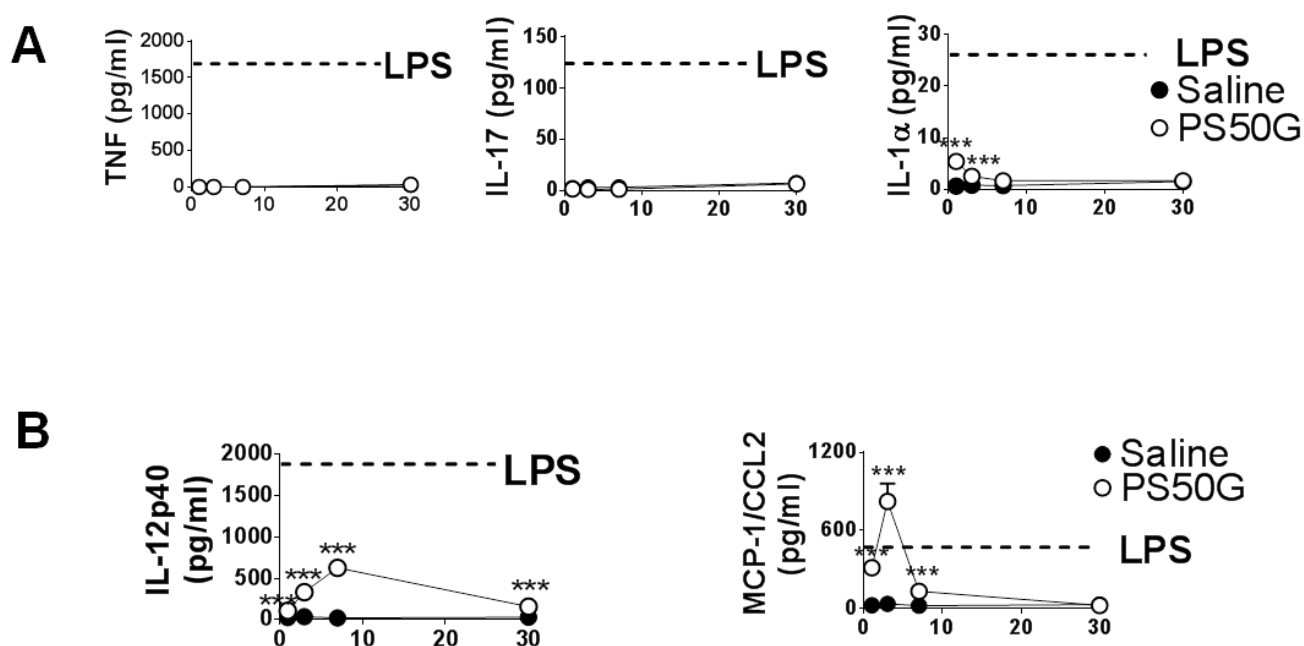 A
TNF (pg/ml)
2000
1500
1000
500
0
LPS
0
10
20
30
IL-17 (pg/ml)
150
100
50
0
LPS
0
10
20
30
IL-1α (pg/ml)
30
20
10
0
LPS
Saline
PS50G
***
***
0
10
20
30
B
IL-12p40
(pg/ml)
2000
1500
1000
500
0
LPS
***
***
***
***
0
10
20
30
MCP-1/CCL2
(pg/ml)
1200
600
0
***
***
***
LPS
Saline
PS50G
0
10
20
30